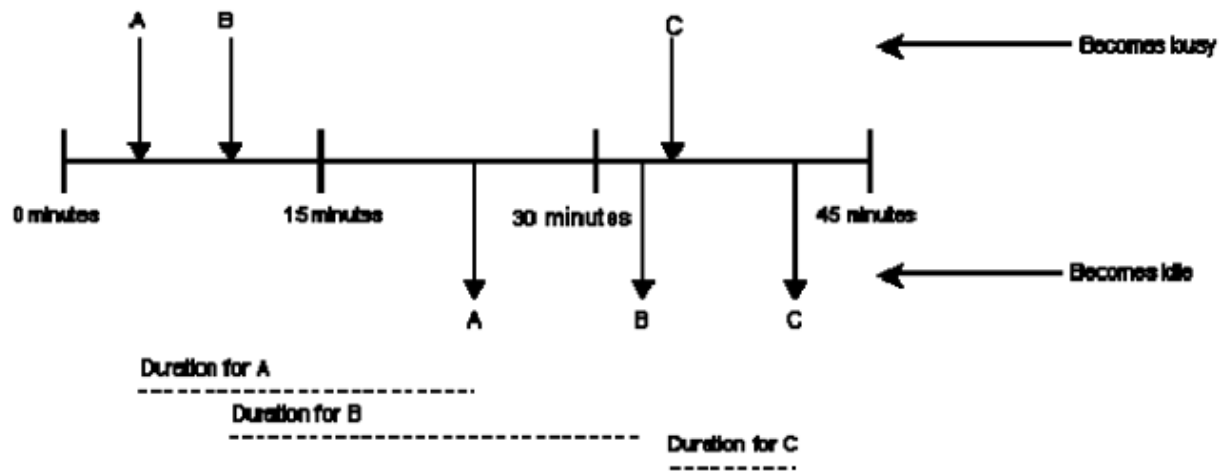 A B C
Becomes busy
0 minutes 15 minutes 30 minutes 45 minutes
Becomes idle
A B C
Duration for A
Duration for B
Duration for C